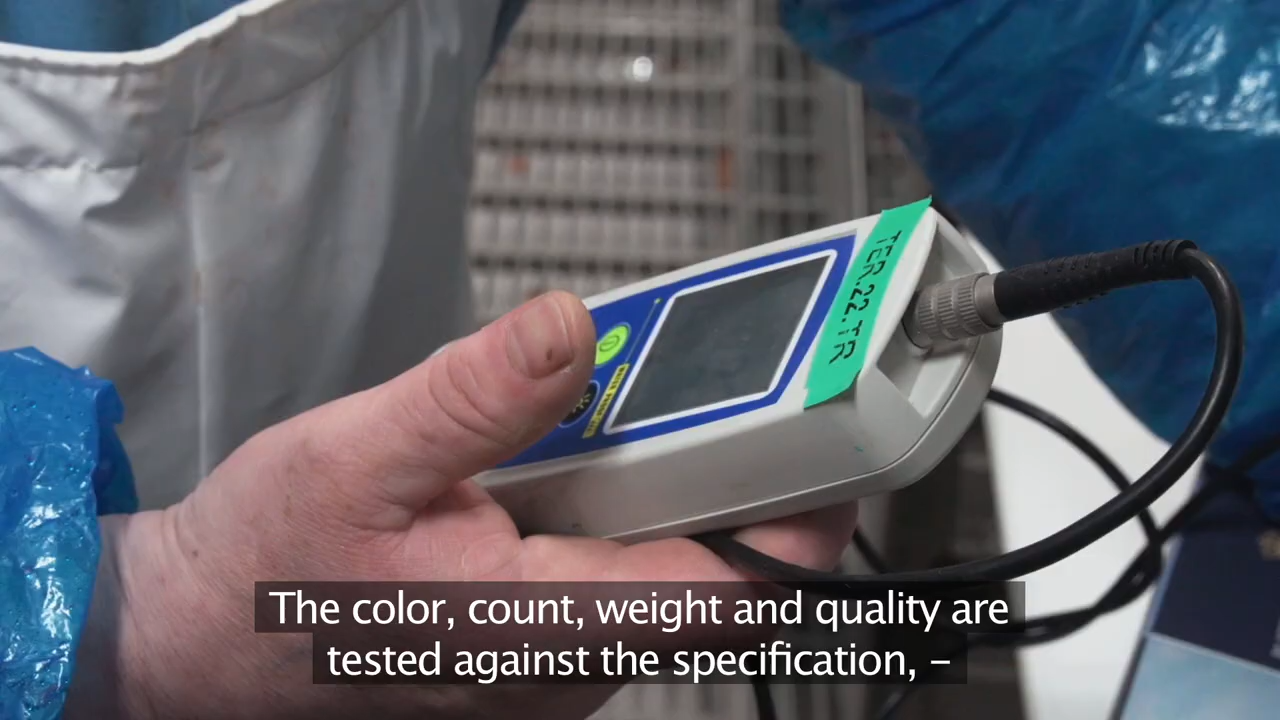 TER.22.TR
The color, count, weight and quality are
tested against the specification, –